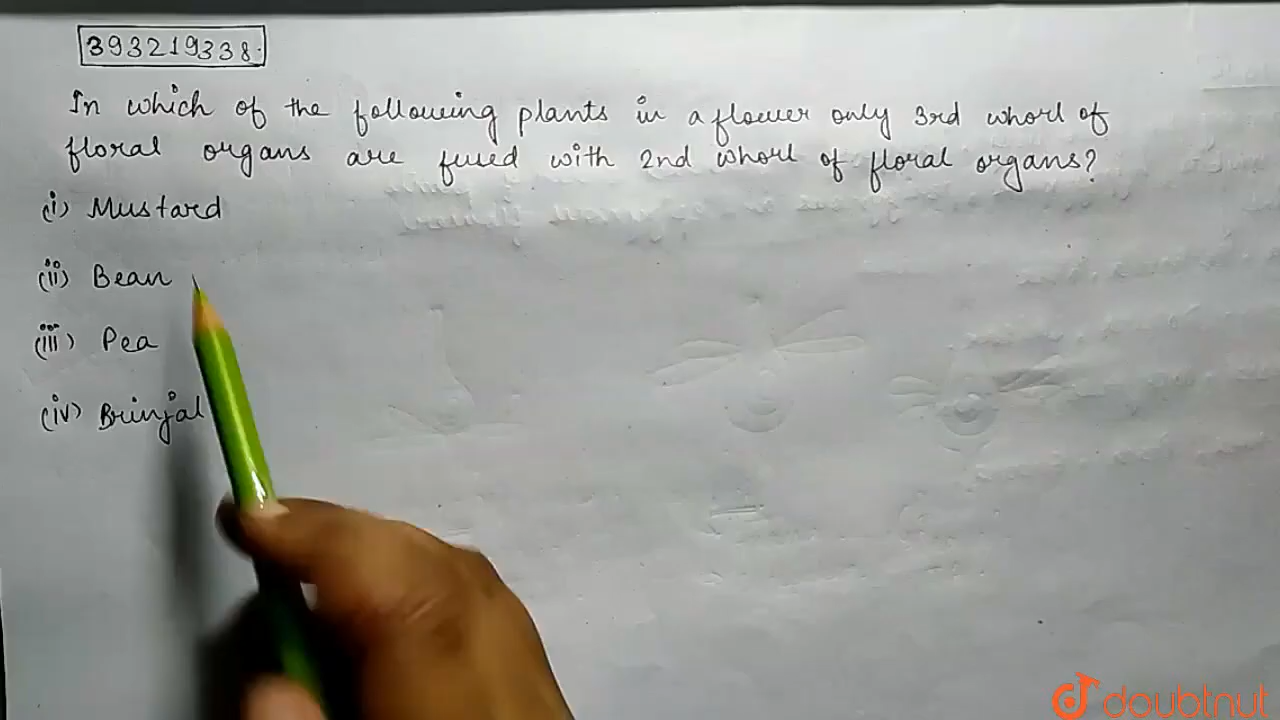 393219338.
In which of the following plants in a flower only 3rd whorl of
floral organs are fused with 2nd whorl of floral organs?
(i) Mustard
(ii) Bean
(iii) Pea
(iv) Brinjal
doubtnut